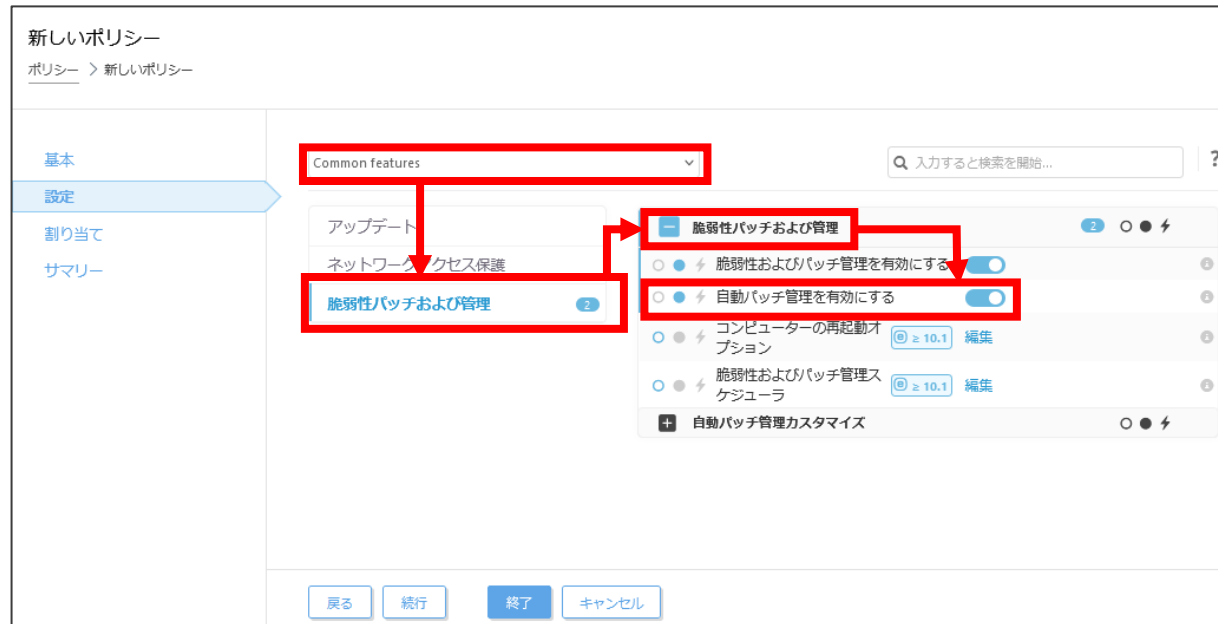 新しいポリシー
ポリシー > 新しいポリシー
基本
設定
割り当て
サマリー
Common features
入力すると検索を開始...
?
アップデート
ネットワークアクセス保護
脆弱性パッチおよび管理 2
脆弱性パッチおよび管理 2
脆弱性およびパッチ管理を有効にする
自動パッチ管理を有効にする
コンピューターの再起動オ
プション
≥ 10.1 編集
脆弱性およびパッチ管理ス
ケジューラ
≥ 10.1 編集
自動パッチ管理カスタマイズ
戻る 続行 終了 キャンセル